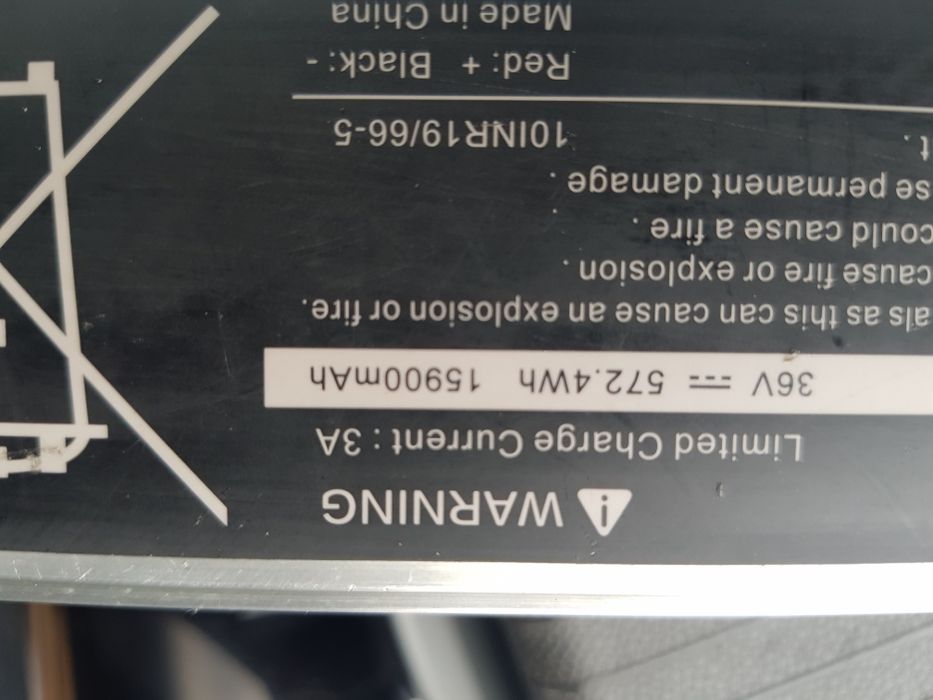 WARNING
Limited Charge Current : 3A
36V ⎓ 572.4Wh 15900mAh
als as this can cause an explosion or fire.
cause fire or explosion .
could cause a fire .
se permanent damage .
t .
10INR19/66-5
Red: + Black: -
Made in China